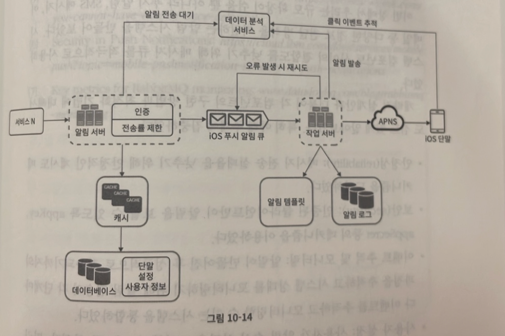 알림 전송 대기
데이터 분석
서비스
클릭 이벤트 추적
오류 발생 시 재시도
알림 발송
서비스 N
알림 서버
인증
전송률 제한
iOS 푸시 알림 큐
작업 서버
APNS
iOS 단말
CACHE
CACHE
CACHE
캐시
알림 템플릿
알림 로그
데이터베이스
단말
설정
사용자 정보
그림 10-14